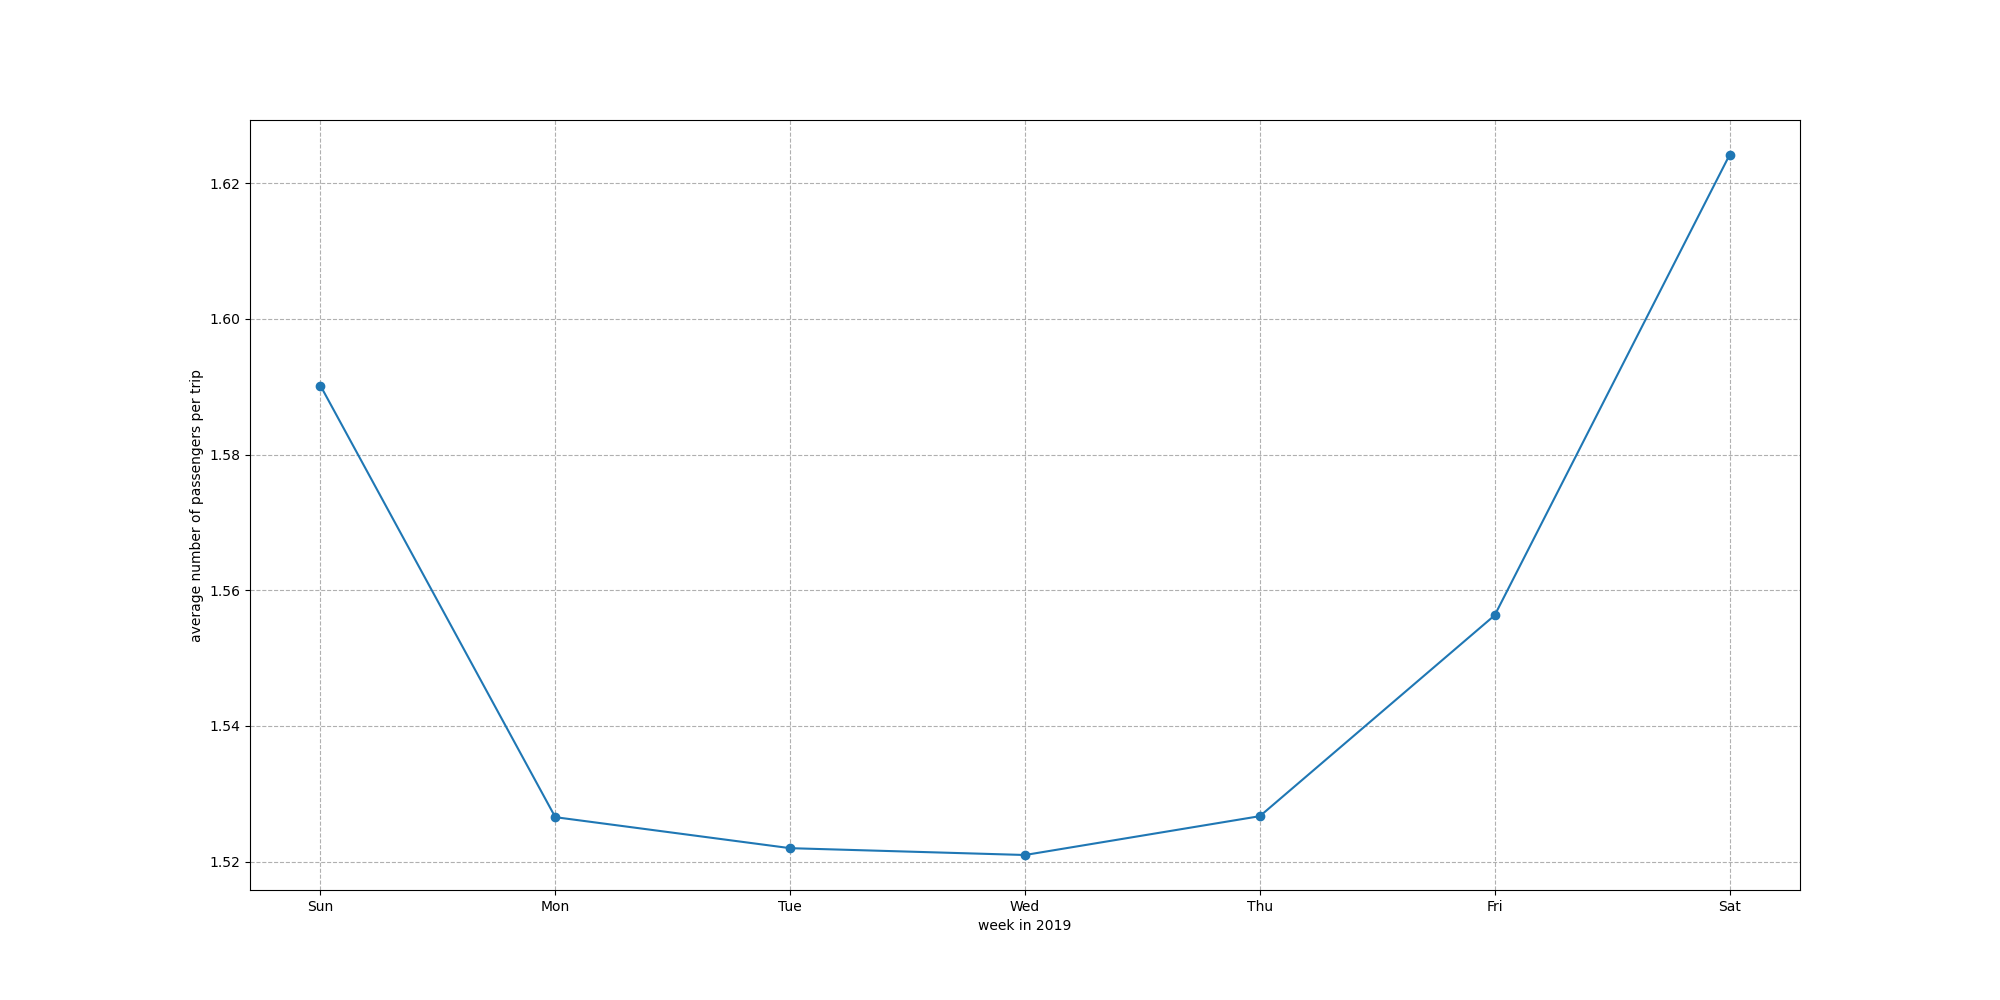 average number of passengers per trip
1.62
1.60
1.58
1.56
1.54
1.52
Sun Mon Tue Wed Thu Fri Sat
week in 2019